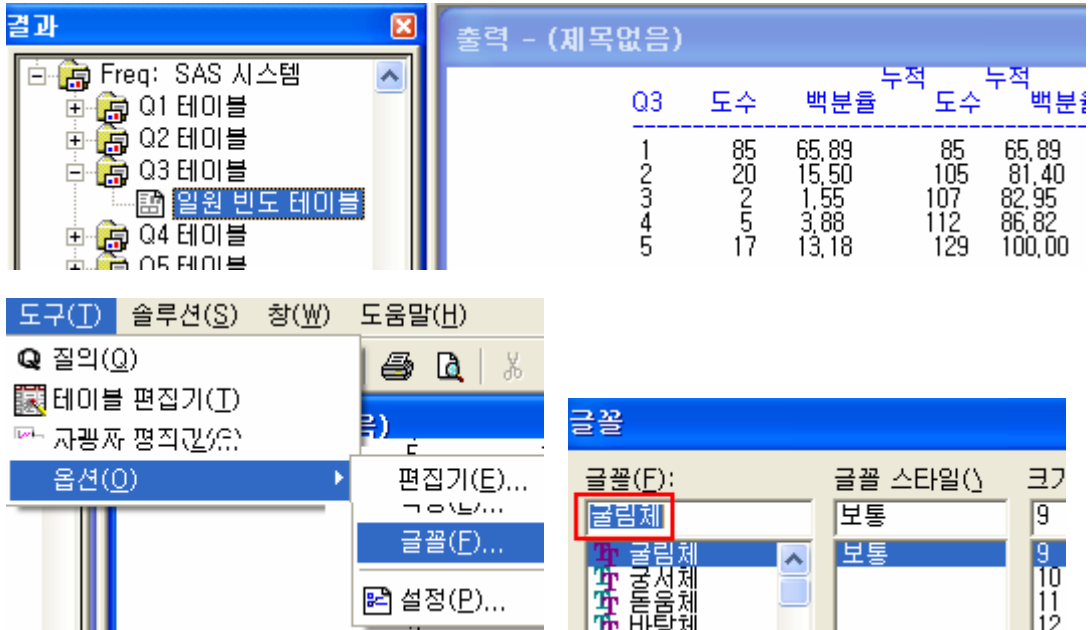 결과
Freq: SAS 시스템
Q1 테이블
Q2 테이블
Q3 테이블
일원 빈도 테이블
Q4 테이블
Q5 테이블
출력 - (제목없음)
누적 누적
Q3 도수 백분율 도수 백분율
1 85 65.89 85 65.89
2 20 15.50 105 81.40
3 2 1.55 107 82.95
4 5 3.88 112 86.82
5 17 13.18 129 100.00
도구(T) 솔루션(S) 창(W) 도움말(H)
질의(Q)
테이블 편집기(T)
옵션(O)
편집기(E)...
글꼴(F)...
설정(P)...
글꼴
글꼴(F): 글꼴 스타일(\ 크기
굴림체 보통 9
굴림체 보통 9
궁서체 10
돋움체 11
바탕체 12